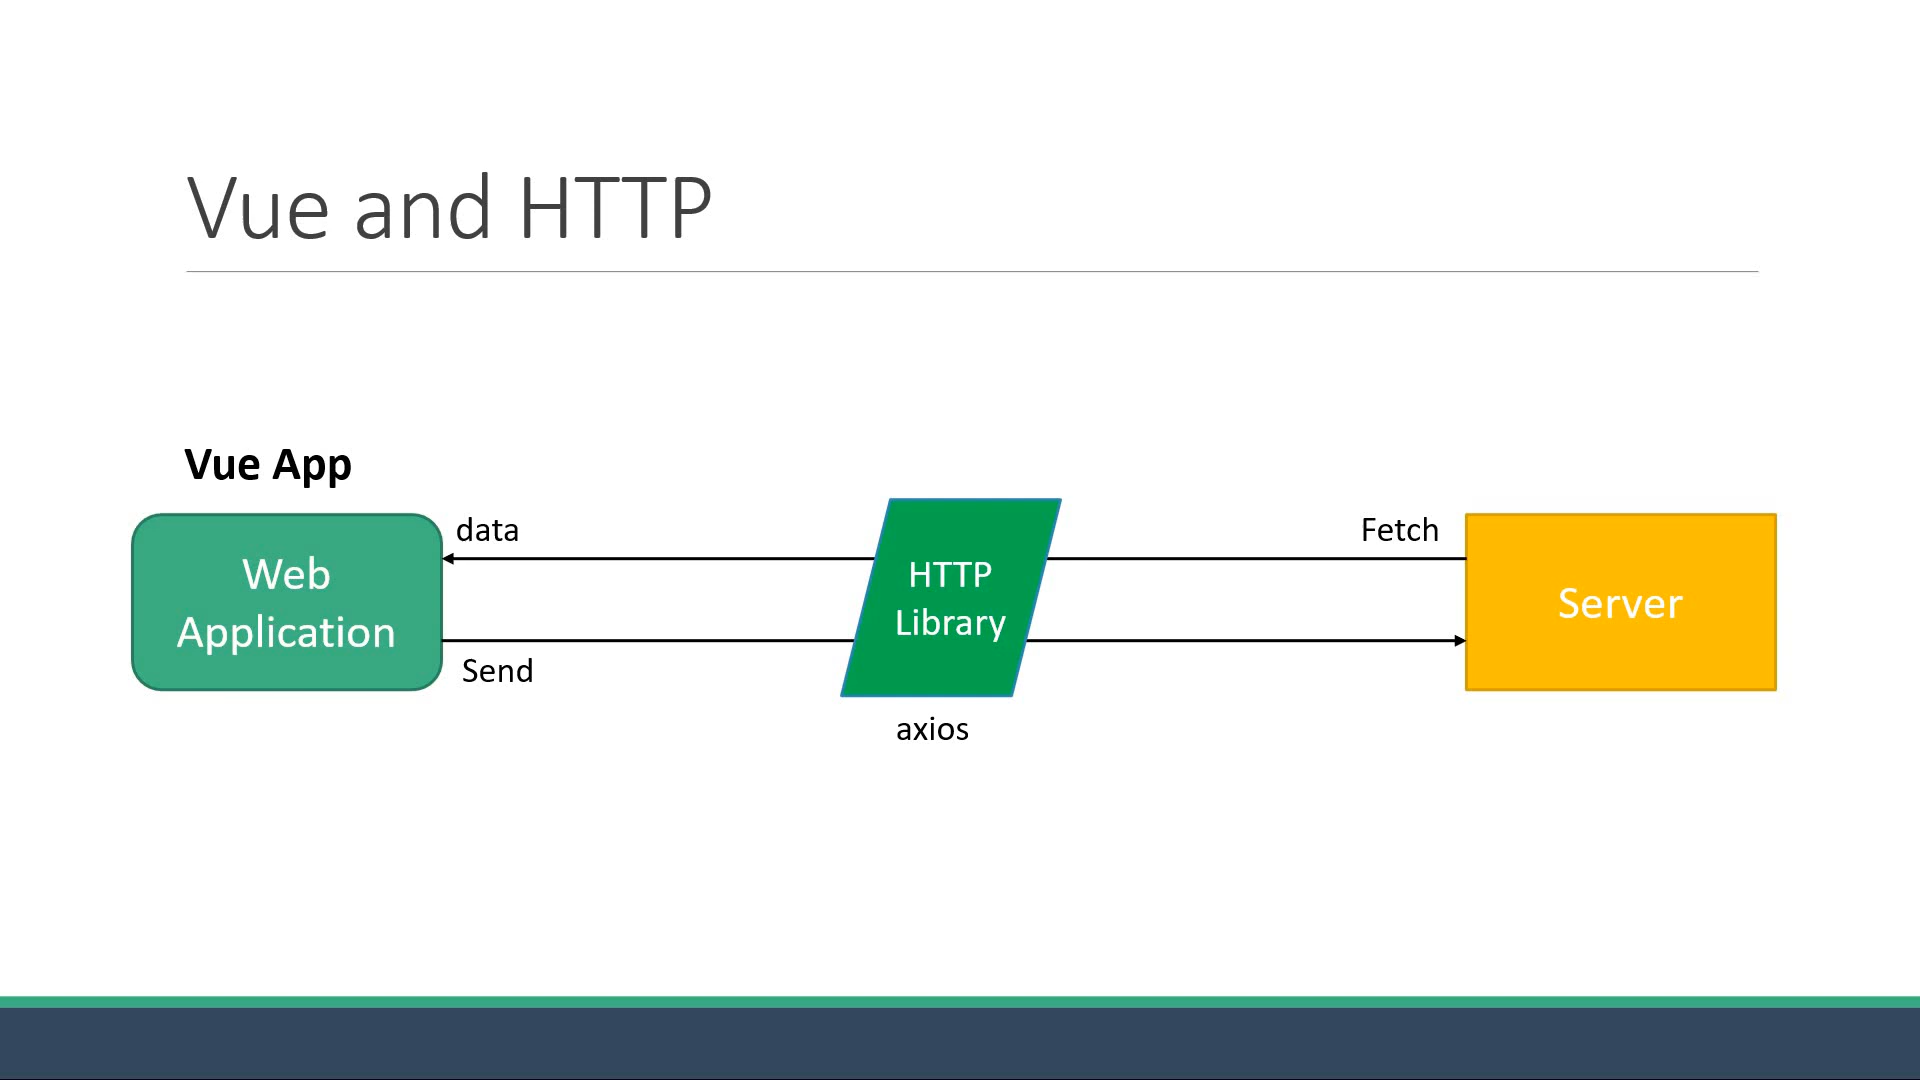 Vue and HTTP
Vue App
Web
Application
data
Send
HTTP
Library
axios
Fetch
Server